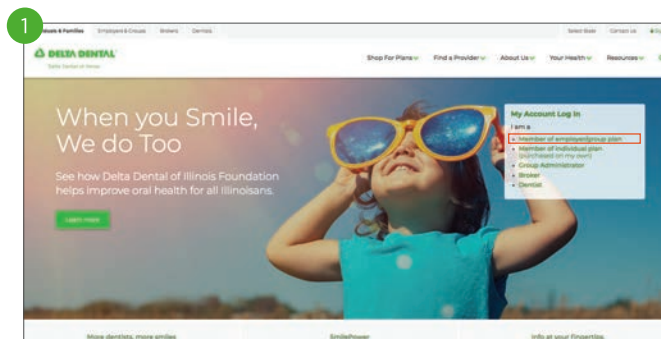 1
Individuals & Families Employers & Groups Brokers Dentists Select State Contact Us
DELTA DENTAL
Delta Dental of Illinois
Shop For Plans Find a Provider About Us Your Health Resources
When you Smile,
We do Too
See how Delta Dental of Illinois Foundation
helps improve oral health for all Illinoisans.
Learn more
My Account Log In
I am a
Member of employer/group plan
Member of individual plan
(purchased on my own)
Group Administrator
Broker
Dentist
More dentists, more smiles SmilePower Info at your fingertips.